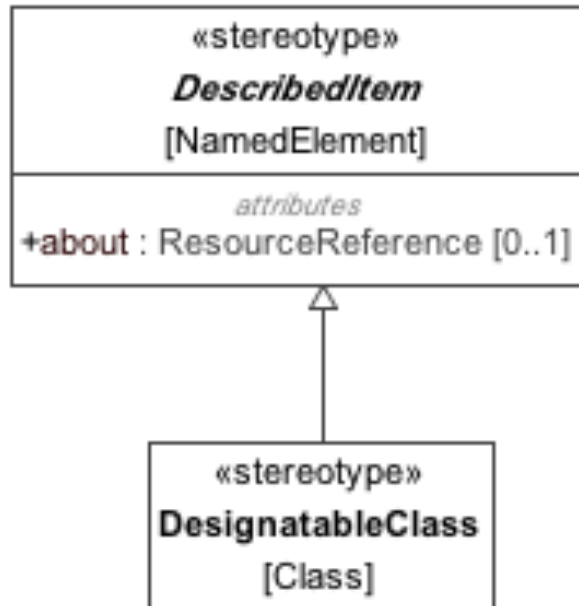 «stereotype»
DescribedItem
[NamedElement]
attributes
+about : ResourceReference [0..1]
«stereotype»
DesignatableClass
[Class]